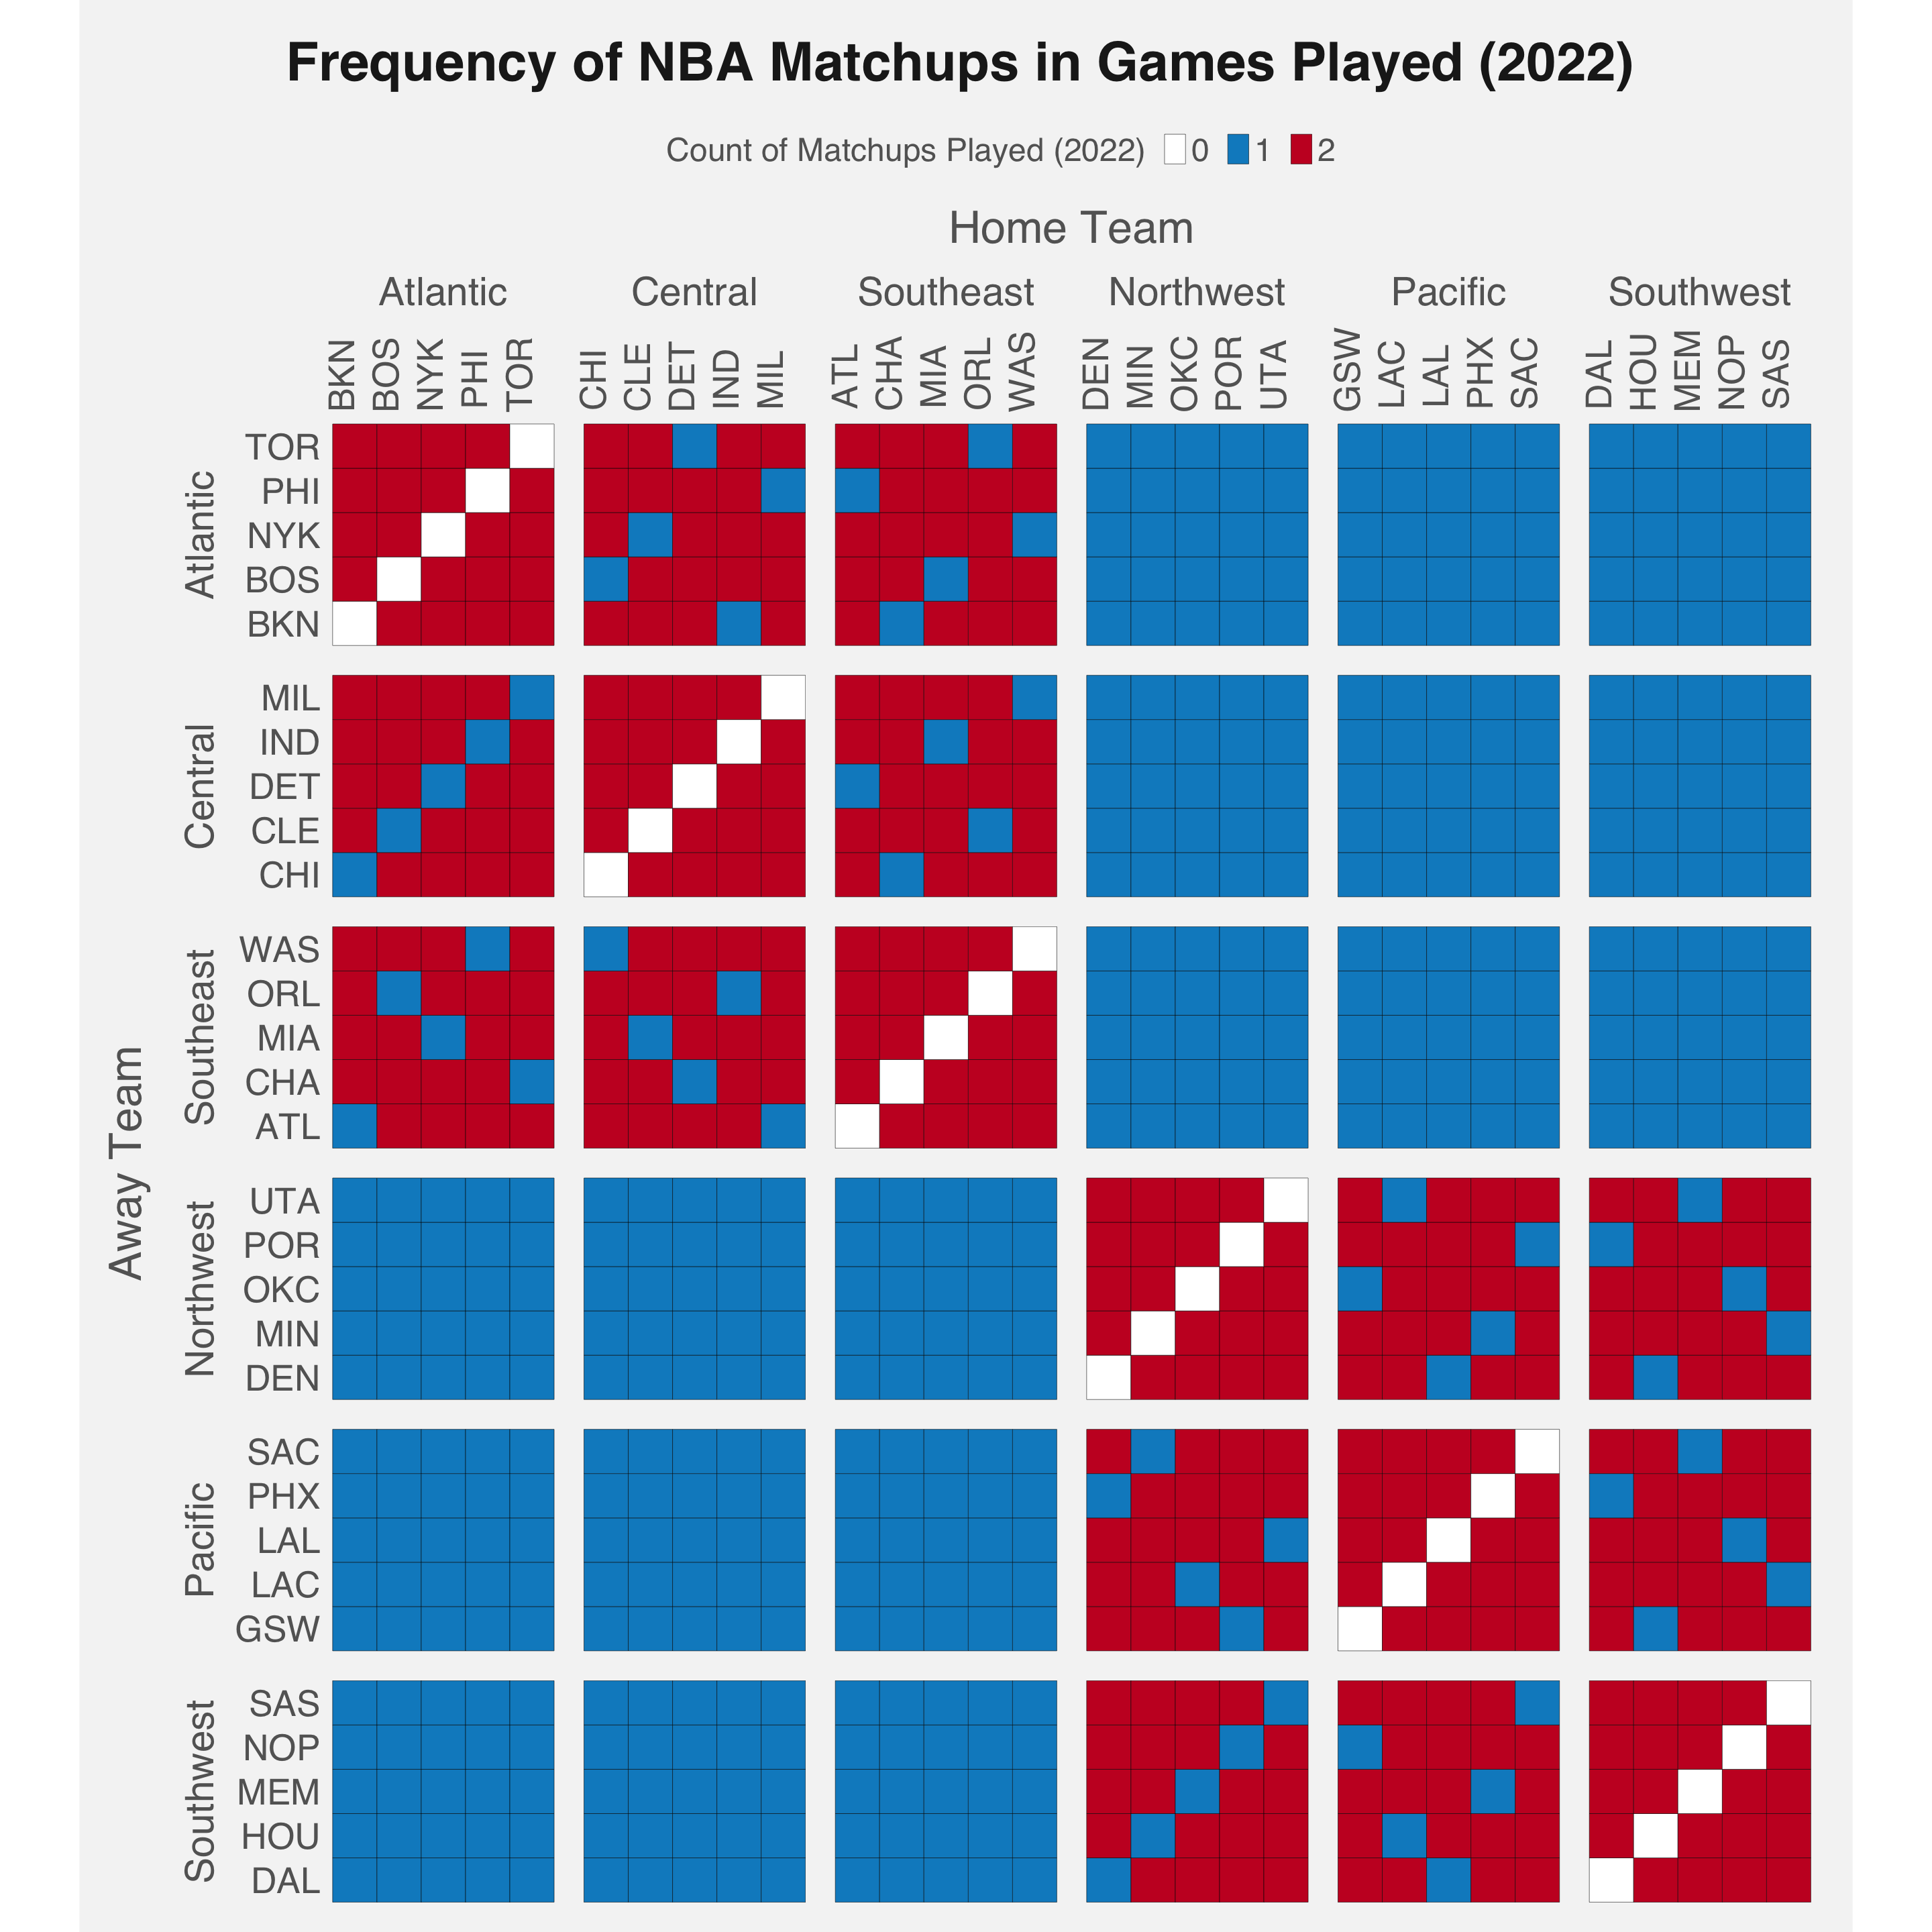 Frequency of NBA Matchups in Games Played (2022)
Count of Matchups Played (2022) 0 1 2
Home Team
Atlantic Central Southeast Northwest Pacific Southwest
BKN BOS NYK PHI TOR CHI CLE DET IND MIL ATL CHA MIA ORL WAS DEN MIN OKC POR UTA GSW LAC LAL PHX SAC DAL HOU MEM NOP SAS
Away Team
Atlantic
TOR
PHI
NYK
BOS
BKN
Central
MIL
IND
DET
CLE
CHI
Southeast
WAS
ORL
MIA
CHA
ATL
Northwest
UTA
POR
OKC
MIN
DEN
Pacific
SAC
PHX
LAL
LAC
GSW
Southwest
SAS
NOP
MEM
HOU
DAL